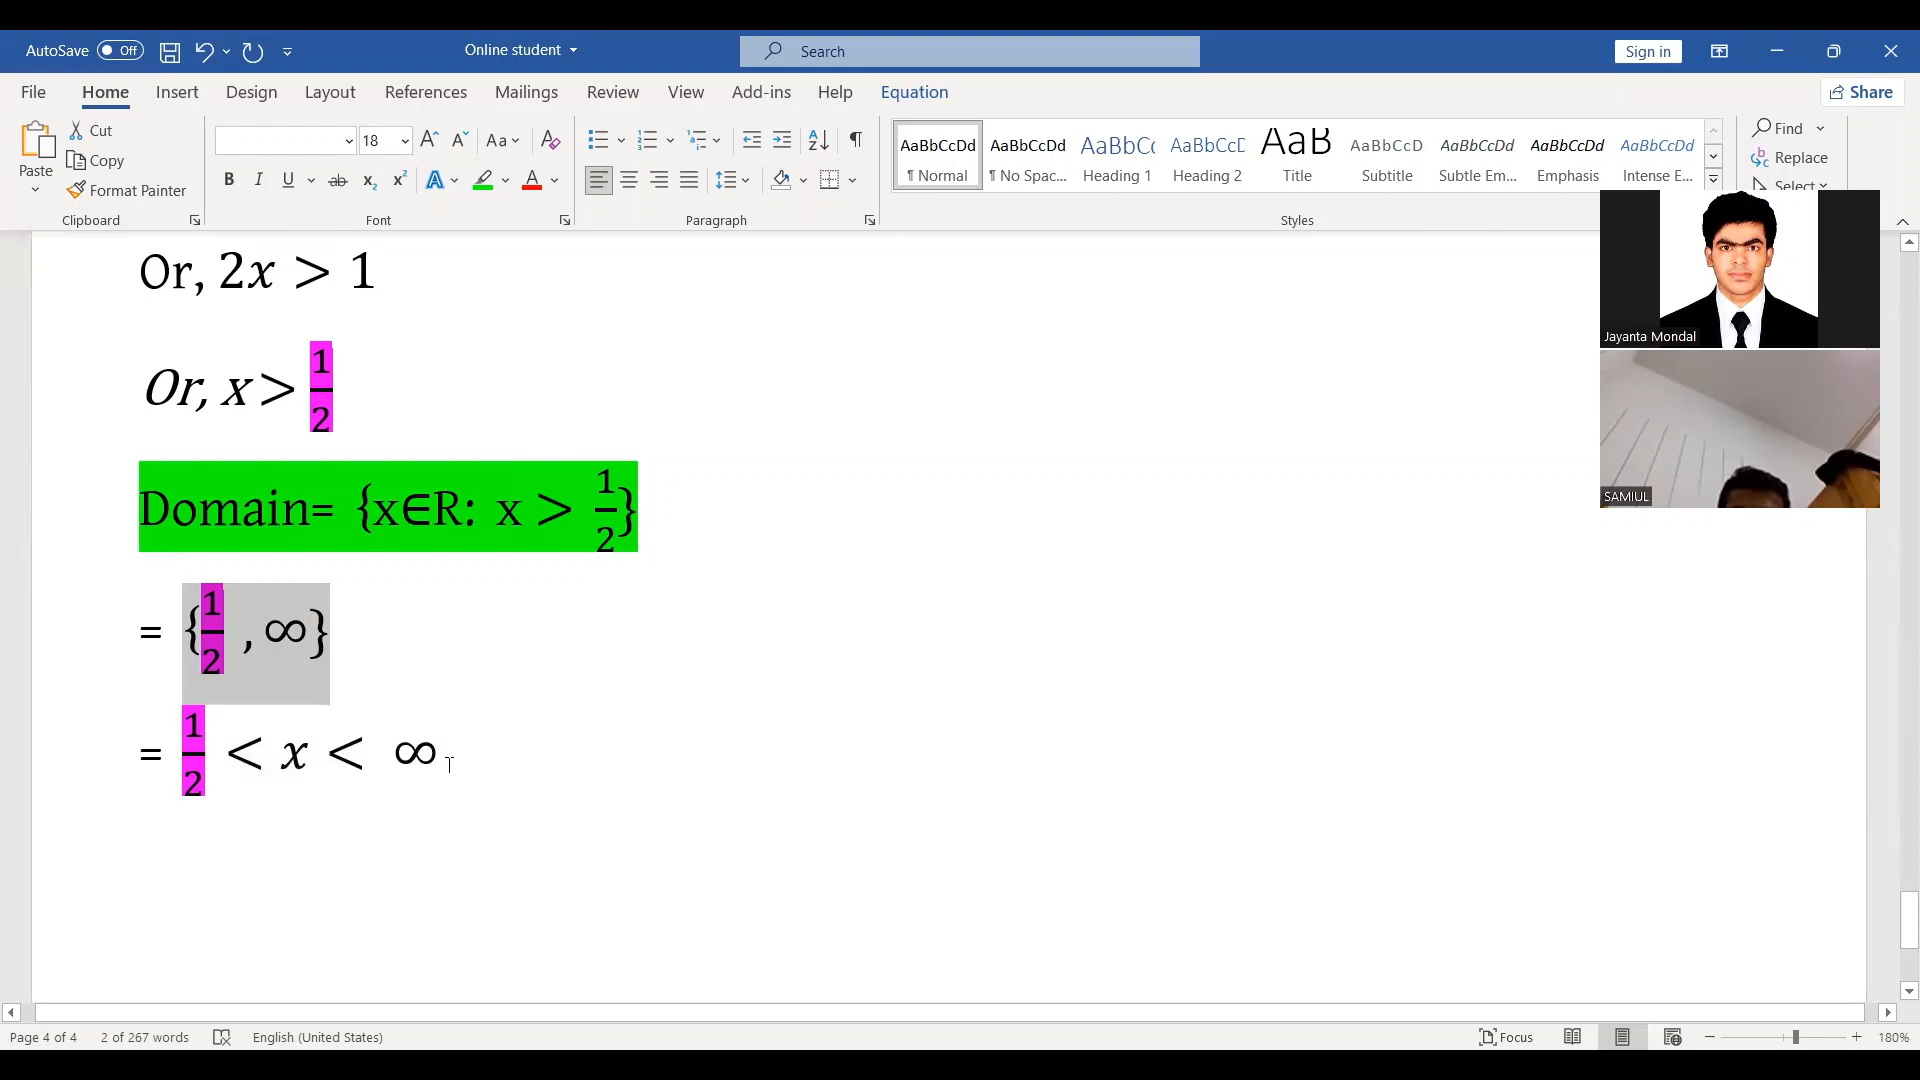 AutoSave Off Online student Search Sign in
File Home Insert Design Layout References Mailings Review View Add-ins Help Equation Share
Paste Cut Copy Format Painter
18 Aa
B I U ab x₂ x² A A
AaBbCcDd AaBbCcDd AaBbCc AaBbCcE AaB AaBbCcD AaBbCcDd AaBbCcDd AaBbCcDd
¶ Normal ¶ No Spac... Heading 1 Heading 2 Title Subtitle Subtle Em... Emphasis Intense E...
Find Replace Select
Clipboard Font Paragraph Styles
Or, 2x > 1
Or, x > 1/2
Domain= {x∈R: x > 1/2}
= {1/2 , ∞}
= 1/2 < x < ∞
Jayanta Mondal
SAMIUL
Page 4 of 4 2 of 267 words English (United States) Focus 180%